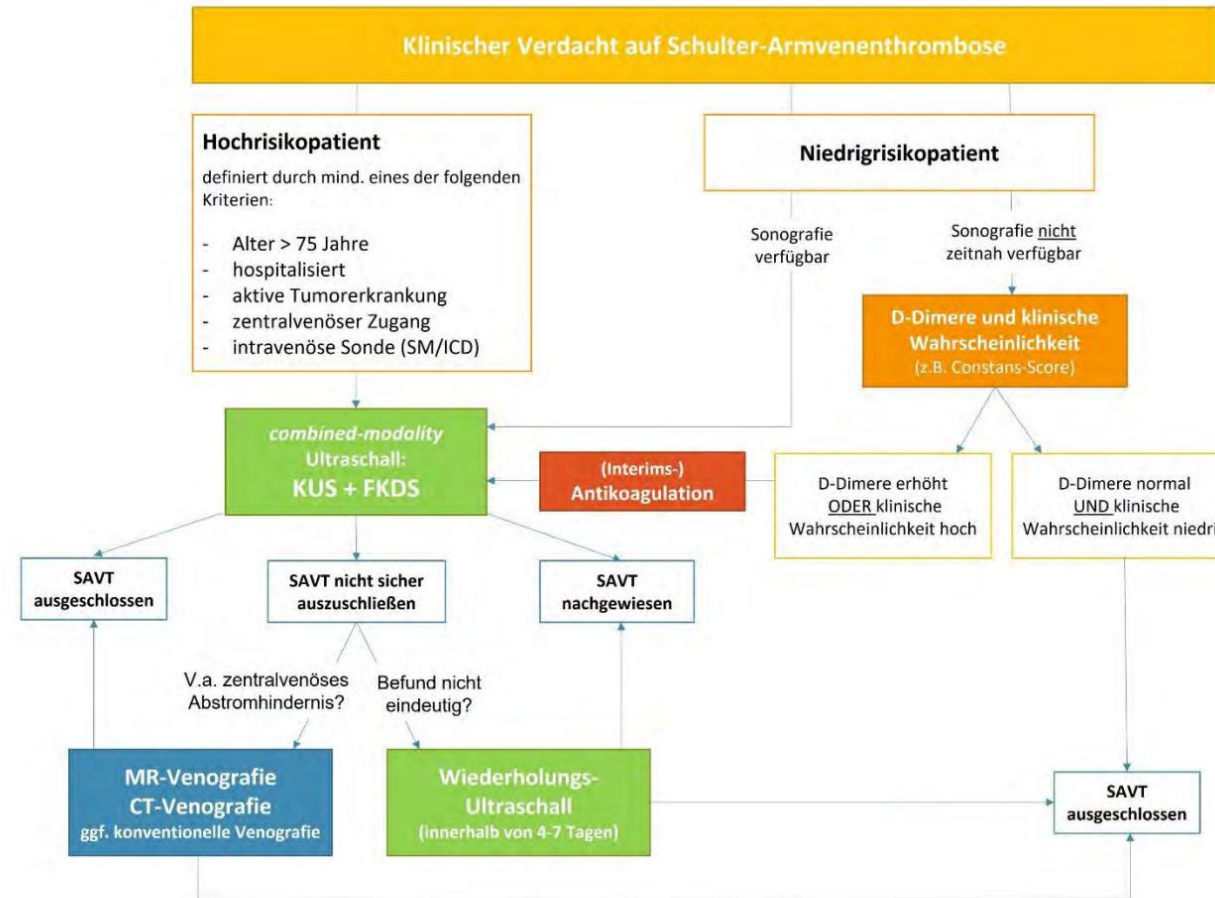 Klinischer Verdacht auf Schulter-Armvenenthrombose
Hochrisikopatient
definiert durch mind. eines der folgenden
Kriterien:
- Alter > 75 Jahre
- hospitalisiert
- aktive Tumorerkrankung
- zentralvenöser Zugang
- intravenöse Sonde (SM/ICD)
Niedrigrisikopatient
Sonografie
verfügbar
Sonografie nicht
zeitnah verfügbar
D-Dimere und klinische
Wahrscheinlichkeit
(z.B. Constans-Score)
combined-modality
Ultraschall:
KUS + FKDS
(Interims-)
Antikoagulation
D-Dimere erhöht
ODER klinische
Wahrscheinlichkeit hoch
D-Dimere normal
UND klinische
Wahrscheinlichkeit niedri
SAVT
ausgeschlossen
SAVT nicht sicher
auszuschließen
SAVT
nachgewiesen
V.a. zentralvenöses
Abstromhindernis?
Befund nicht
eindeutig?
MR-Venografie
CT-Venografie
ggf. konventionelle Venografie
Wiederholungs-
Ultraschall
(innerhalb von 4-7 Tagen)
SAVT
ausgeschlossen